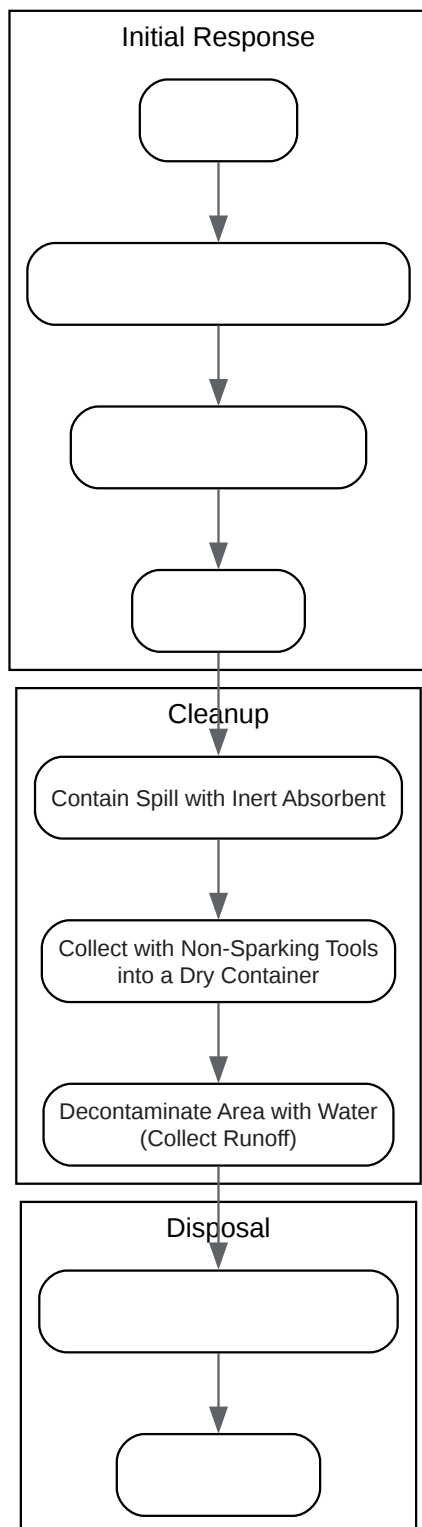 Initial Response
Cleanup
Contain Spill with Inert Absorbent
Collect with Non-Sparking Tools
into a Dry Container
Decontaminate Area with Water
(Collect Runoff)
Disposal